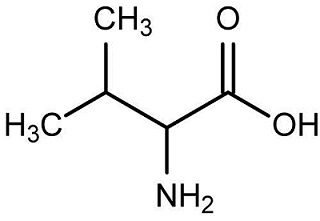 CH₃ O
H₃C OH
NH₂